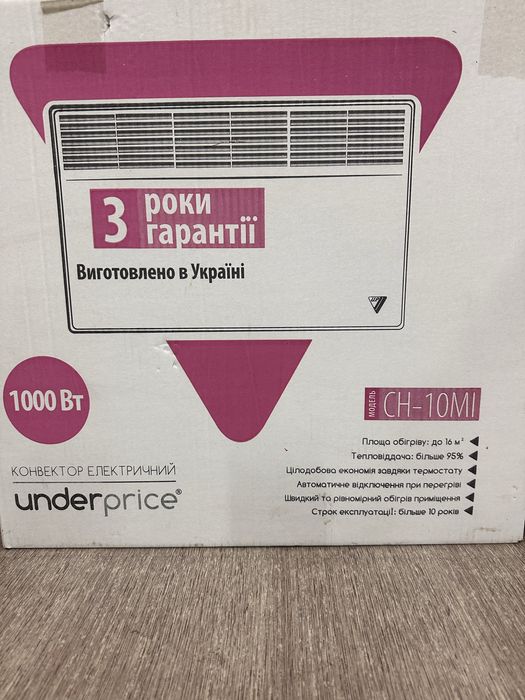 3 роки
гарантії
Виготовлено в Україні
1000 Вт
МОДЕЛЬ CH-10MI
Площа обігріву: до 16 м²
Тепловіддача: більше 95%
Цілодобова економія завдяки термостату
Автоматичне відключення при перегріві
Швидкий та рівномірний обігрів приміщення
Строк експлуатації: більше 10 років
КОНВЕКТОР ЕЛЕКТРИЧНИЙ
underprice®